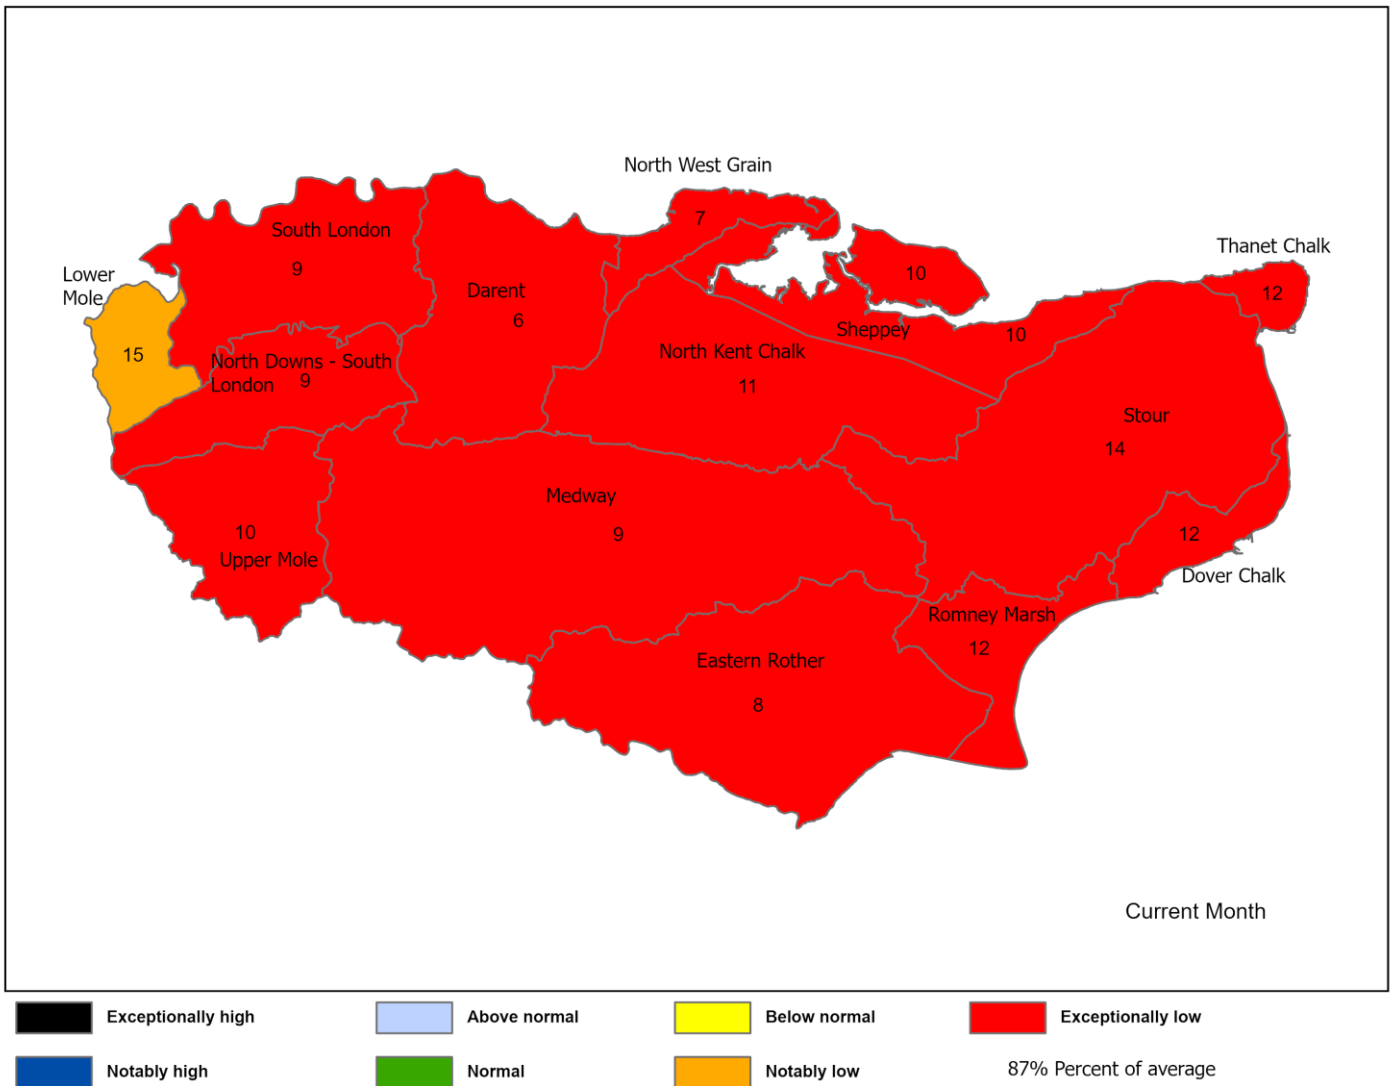 North West Grain
7
South London
9
Thanet Chalk
12
Lower
Mole
10
Darent
6
Sheppey
10
15
North Kent Chalk
11
North Downs - South
London
9
Stour
14
Medway
9
10
Upper Mole
12
Dover Chalk
Romney Marsh
12
Eastern Rother
8
Current Month
Exceptionally high
Above normal
Below normal
Exceptionally low
Notably high
Normal
Notably low
87% Percent of average